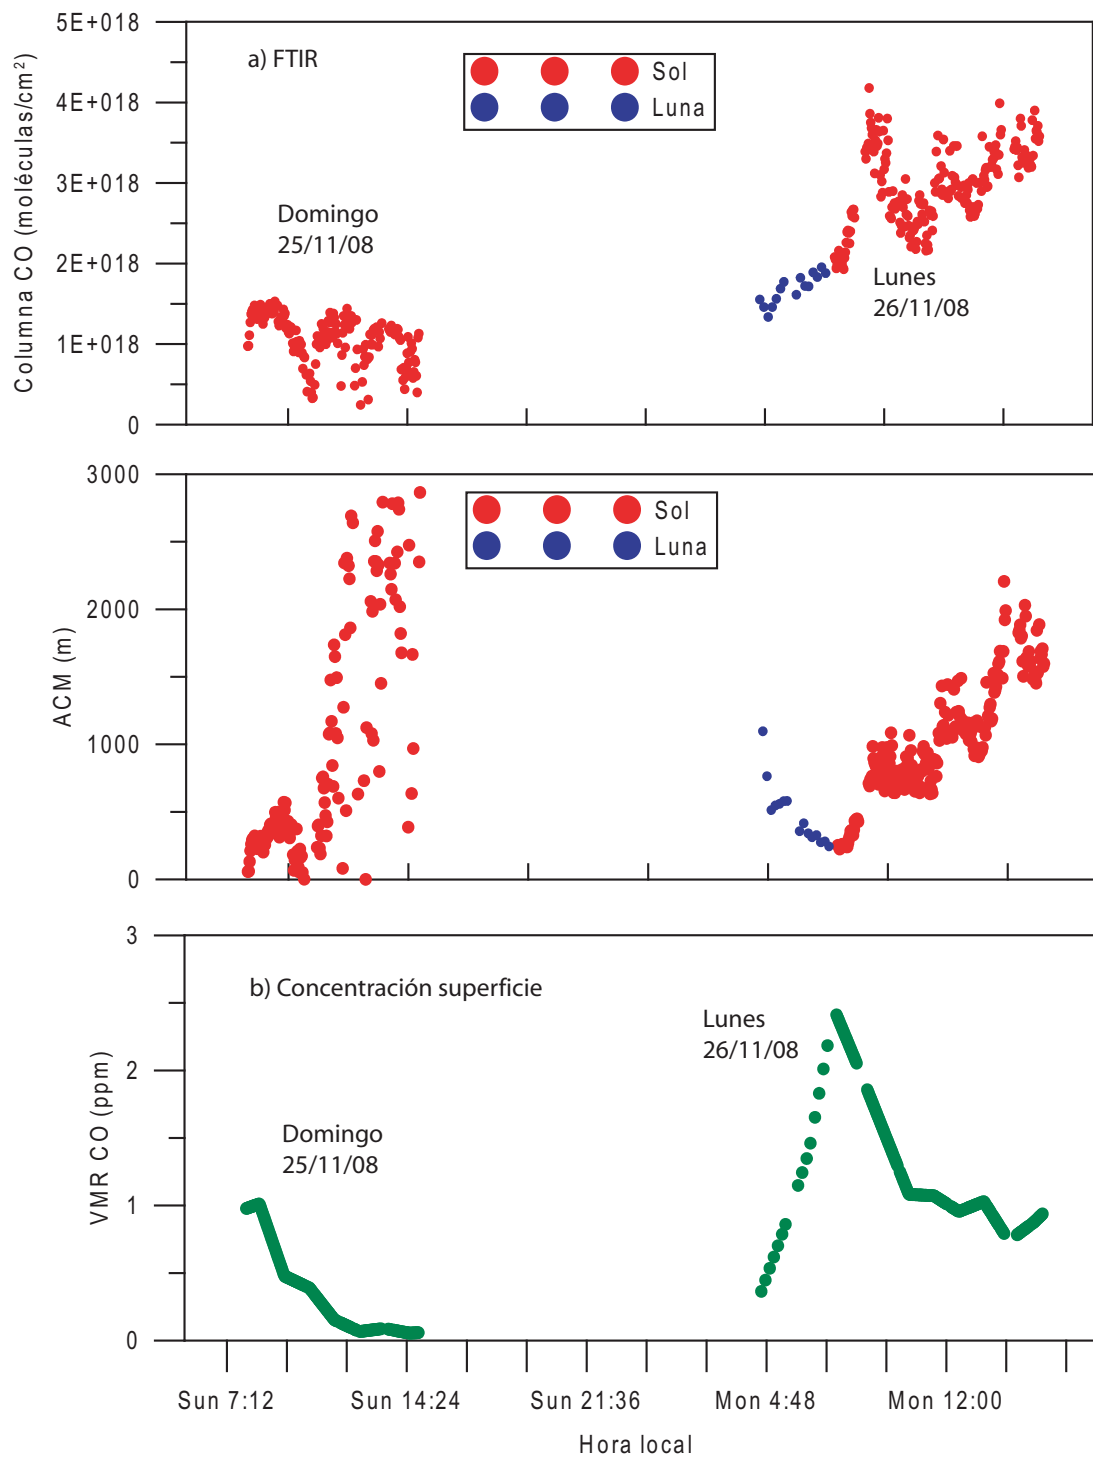 5E+018
4E+018
3E+018
2E+018
1E+018
0
Columna CO (moléculas/cm²)
a) FTIR
Sol
Luna
Domingo
25/11/08
Lunes
26/11/08
3000
2000
1000
0
ACM (m)
Sol
Luna
3
2
1
0
VMR CO (ppm)
b) Concentración superficie
Lunes
26/11/08
Domingo
25/11/08
Sun 7:12
Sun 14:24
Sun 21:36
Mon 4:48
Mon 12:00
Hora local